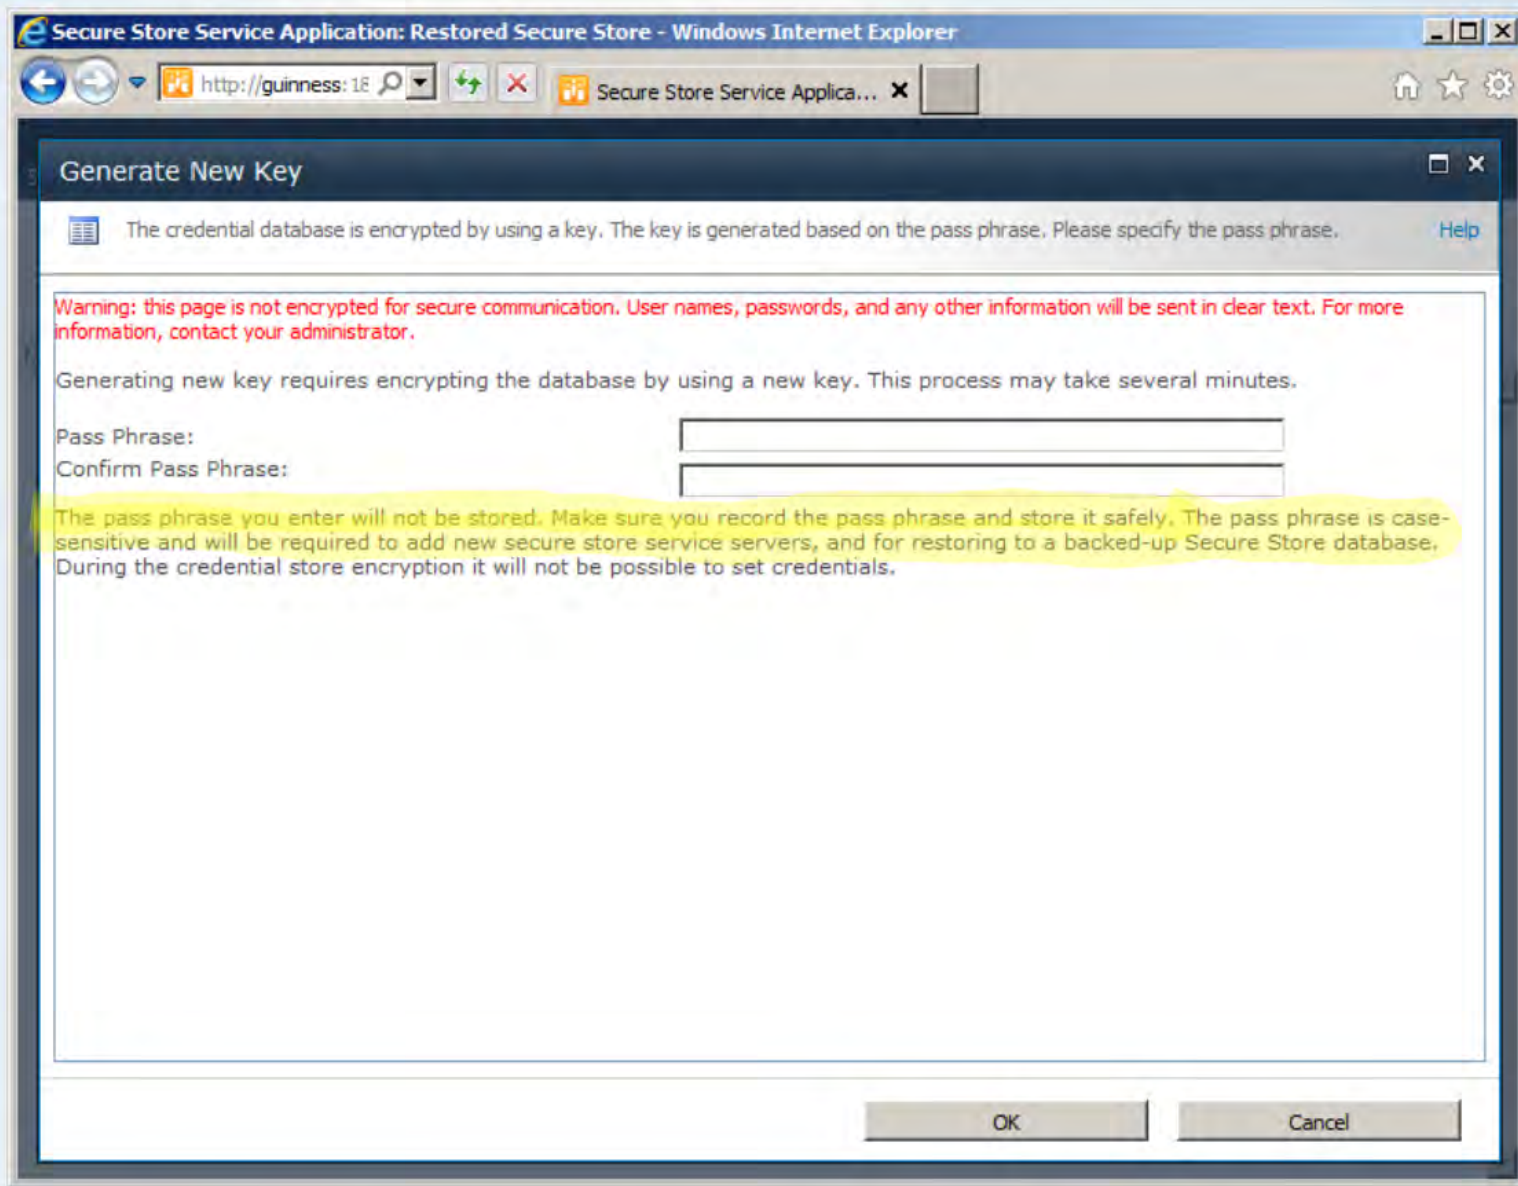 Secure Store Service Application: Restored Secure Store - Windows Internet Explorer
http://guinness:18
Secure Store Service Applica...
Generate New Key
The credential database is encrypted by using a key. The key is generated based on the pass phrase. Please specify the pass phrase.
Help
Warning: this page is not encrypted for secure communication. User names, passwords, and any other information will be sent in clear text. For more
information, contact your administrator.
Generating new key requires encrypting the database by using a new key. This process may take several minutes.
Pass Phrase:
Confirm Pass Phrase:
The pass phrase you enter will not be stored. Make sure you record the pass phrase and store it safely. The pass phrase is case-
sensitive and will be required to add new secure store service servers, and for restoring to a backed-up Secure Store database.
During the credential store encryption it will not be possible to set credentials.
OK
Cancel